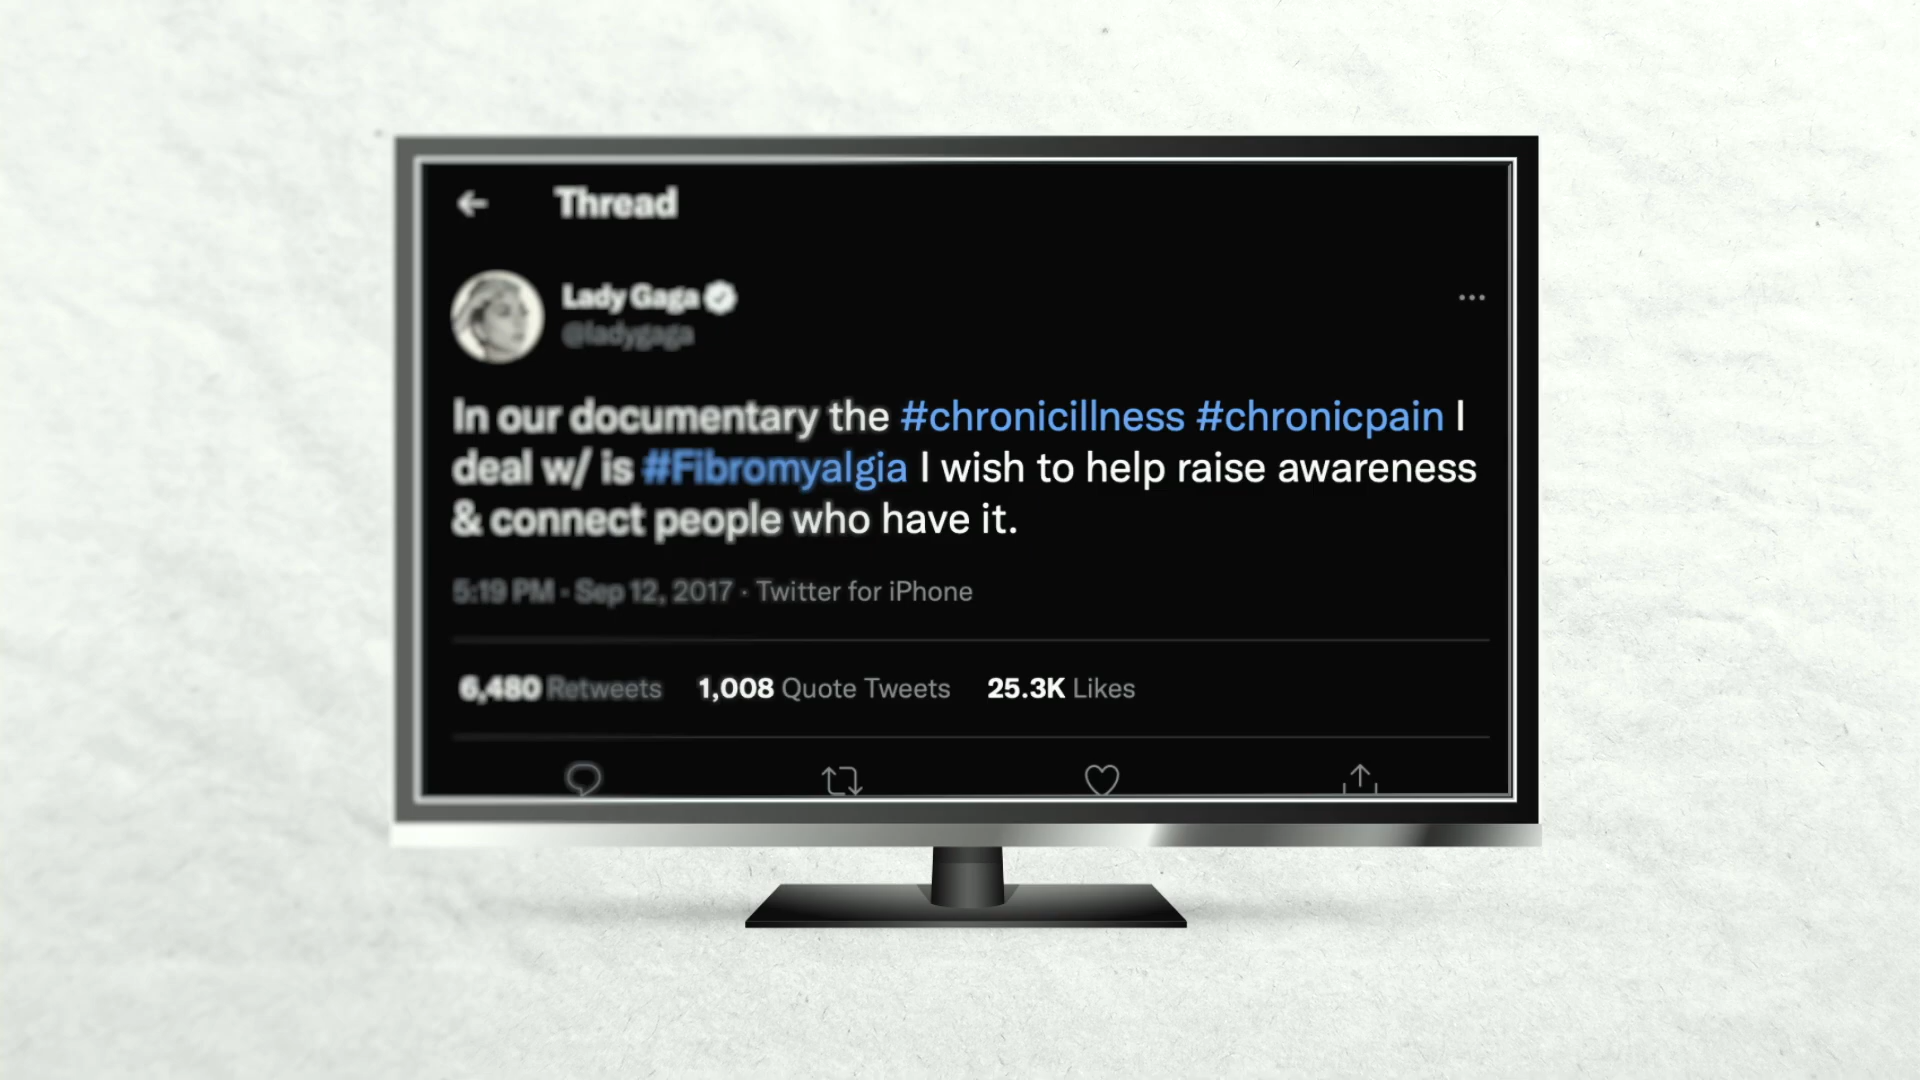 Thread
Lady Gaga
@ladygaga
In our documentary the #chronicillness #chronicpain I
deal w/ is #Fibromyalgia I wish to help raise awareness
& connect people who have it.
5:19 PM · Sep 12, 2017 · Twitter for iPhone
6,480 Retweets 1,008 Quote Tweets 25.3K Likes